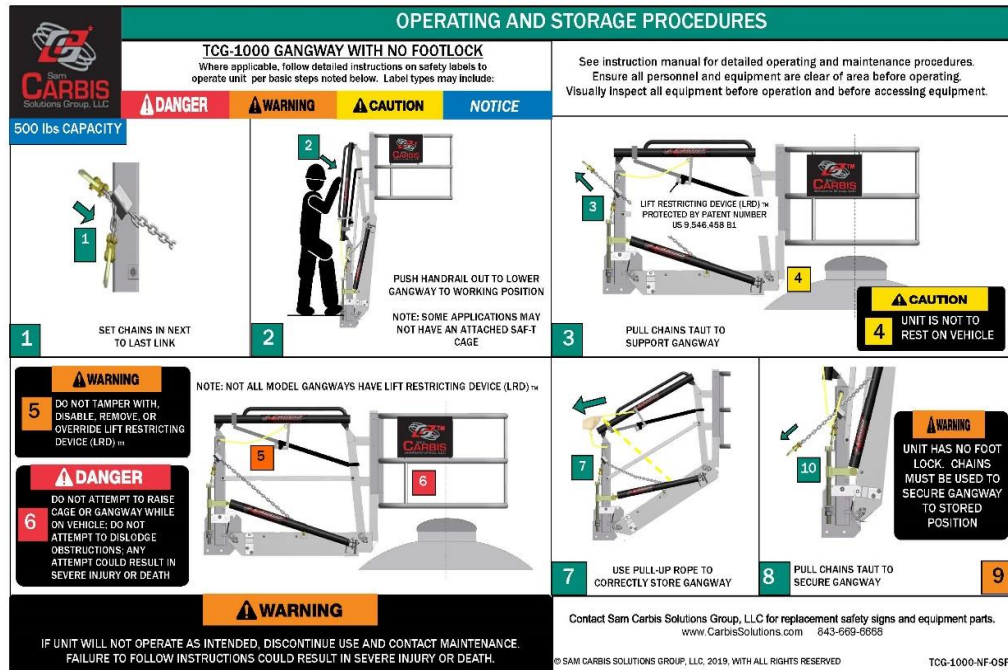 OPERATING AND STORAGE PROCEDURES
Sam
CARBIS
Solutions Group, LLC
TCG-1000 GANGWAY WITH NO FOOTLOCK
Where applicable, follow detailed instructions on safety labels to
operate unit per basic steps noted below. Label types may include:
DANGER
WARNING
CAUTION
NOTICE
See instruction manual for detailed operating and maintenance procedures.
Ensure all personnel and equipment are clear of area before operating.
Visually inspect all equipment before operation and before accessing equipment.
500 lbs CAPACITY
1
1
SET CHAINS IN NEXT
TO LAST LINK
2
PUSH HANDRAIL OUT TO LOWER
GANGWAY TO WORKING POSITION
NOTE: SOME APPLICATIONS MAY
NOT HAVE AN ATTACHED SAF-T
CAGE
2
CARBIS
3
LIFT RESTRICTING DEVICE (LRD) TM
PROTECTED BY PATENT NUMBER
US 9,546,458 B1
4
3
PULL CHAINS TAUT TO
SUPPORT GANGWAY
CAUTION
4
UNIT IS NOT TO
REST ON VEHICLE
WARNING
5
DO NOT TAMPER WITH,
DISABLE, REMOVE, OR
OVERRIDE LIFT RESTRICTING
DEVICE (LRD) TM
DANGER
6
DO NOT ATTEMPT TO RAISE
CAGE OR GANGWAY WHILE
ON VEHICLE; DO NOT
ATTEMPT TO DISLODGE
OBSTRUCTIONS; ANY
ATTEMPT COULD RESULT IN
SEVERE INJURY OR DEATH
NOTE: NOT ALL MODEL GANGWAYS HAVE LIFT RESTRICTING DEVICE (LRD) TM
CARBIS
5
6
7
7
USE PULL-UP ROPE TO
CORRECTLY STORE GANGWAY
10
8
PULL CHAINS TAUT TO
SECURE GANGWAY
WARNING
UNIT HAS NO FOOT
LOCK. CHAINS
MUST BE USED TO
SECURE GANGWAY
TO STORED
POSITION
9
WARNING
IF UNIT WILL NOT OPERATE AS INTENDED, DISCONTINUE USE AND CONTACT MAINTENANCE.
FAILURE TO FOLLOW INSTRUCTIONS COULD RESULT IN SEVERE INJURY OR DEATH.
Contact Sam Carbis Solutions Group, LLC for replacement safety signs and equipment parts.
www.CarbisSolutions.com 843-669-6668
© SAM CARBIS SOLUTIONS GROUP, LLC, 2019, WITH ALL RIGHTS RESERVED